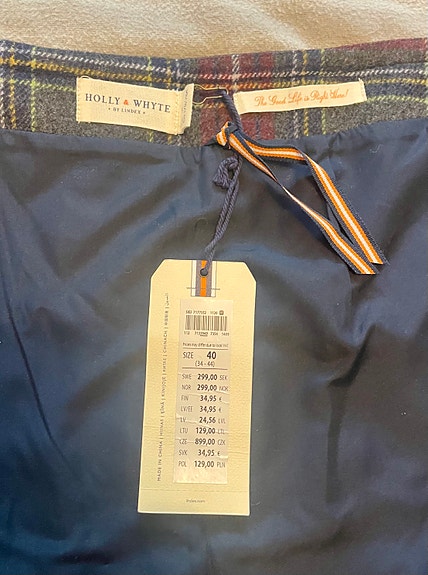 HOLLY & WHYTE
BY LINDEX
The Good Life is Right Here!
SIZE 40
(34 - 44)
SWE 299,00 SEK
NOR 299,00 NOK
FIN 34,95 €
LV/EE 34,95 €
LV 24,56 LVL
LTU 129,00 LTL
CZE 899,00 CZK
SVK 34,95 €
POL 129,00 PLN
MADE IN CHINA